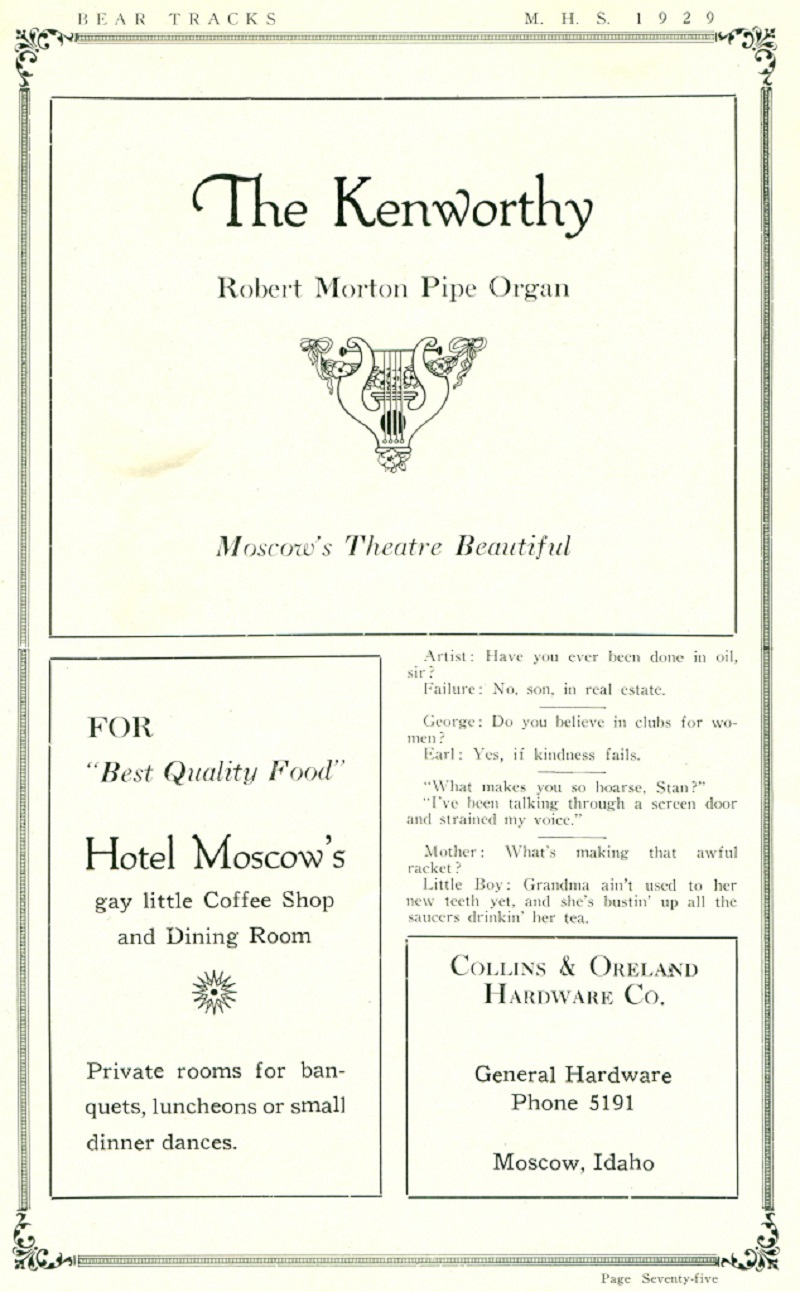 BEAR TRACKS M. H. S. 1929
The Kenworthy
Robert Morton Pipe Organ
Moscow's Theatre Beautiful
FOR
"Best Quality Food"
Hotel Moscow's
gay little Coffee Shop
and Dining Room
Private rooms for ban-
quets, luncheons or small
dinner dances.
Artist: Have you ever been done in oil,
sir?
Failure: No, son, in real estate.
George: Do you believe in clubs for wo-
men?
Earl: Yes, if kindness fails.
"What makes you so hoarse, Stan?"
"I've been talking through a screen door
and strained my voice."
Mother: What's making that awful
racket?
Little Boy: Grandma ain't used to her
new teeth yet, and she's bustin' up all the
saucers drinkin' her tea.
Collins & Oreland
Hardware Co.
General Hardware
Phone 5191
Moscow, Idaho
Page Seventy-five